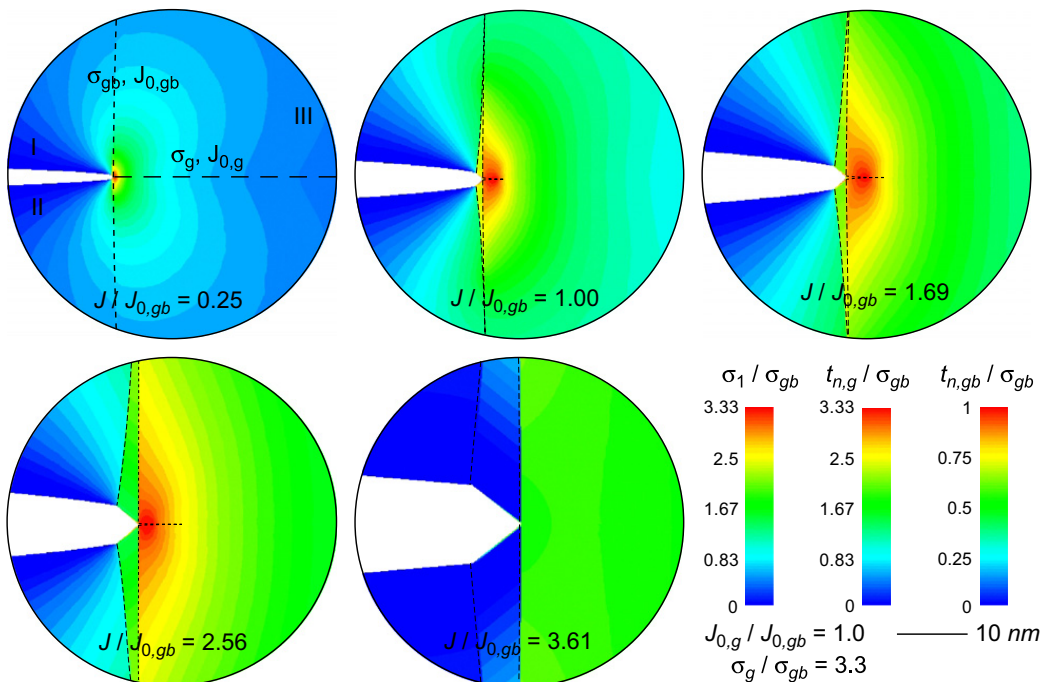 σgb, J0,gb
III
I
σg, J0,g
II
J / J0,gb = 0.25
J / J0,gb = 1.00
J / J0,gb = 1.69
J / J0,gb = 2.56
J / J0,gb = 3.61
σ1 / σgb tn,g / σgb tn,gb / σgb
3.33 3.33 1
2.5 2.5 0.75
1.67 1.67 0.5
0.83 0.83 0.25
0 0 0
J0,g / J0,gb = 1.0 10 nm
σg / σgb = 3.3